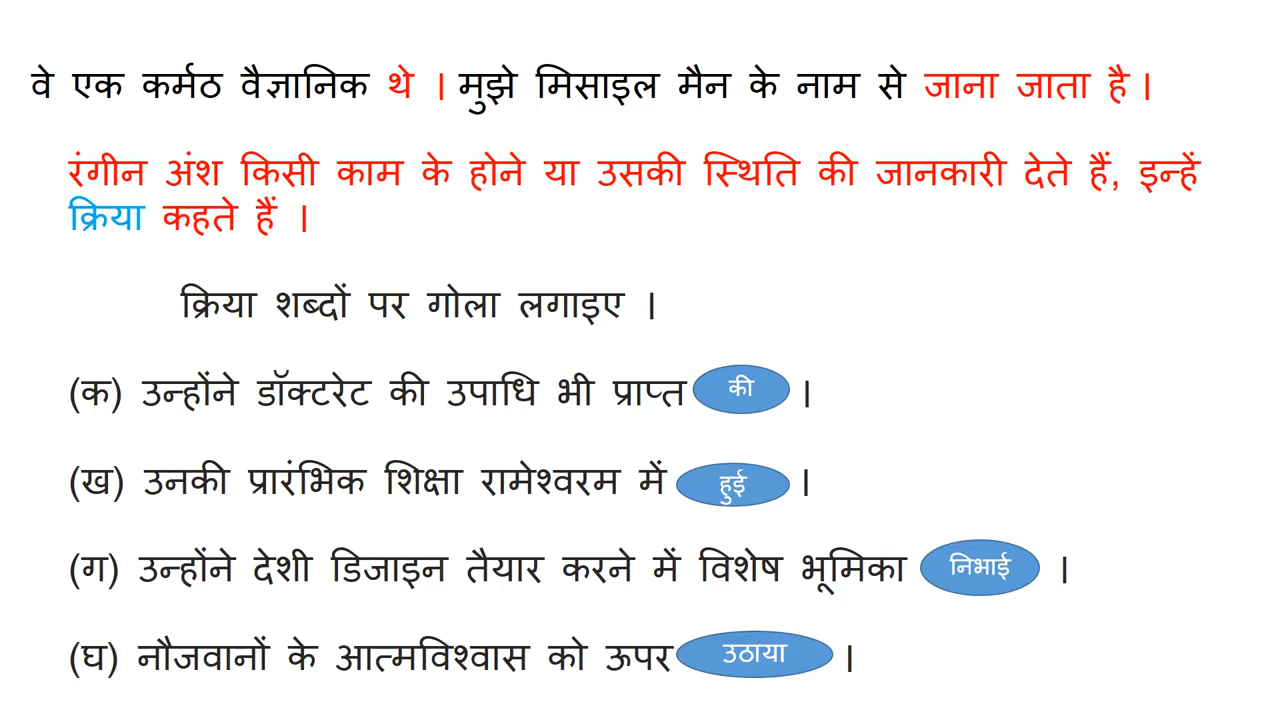 वे एक कर्मठ वैज्ञानिक थे । मुझे मिसाइल मैन के नाम से जाना जाता है ।
रंगीन अंश किसी काम के होने या उसकी स्थिति की जानकारी देते हैं, इन्हें
क्रिया कहते हैं ।
क्रिया शब्दों पर गोला लगाइए ।
(क) उन्होंने डॉक्टरेट की उपाधि भी प्राप्त की ।
(ख) उनकी प्रारंभिक शिक्षा रामेश्वरम में हुई ।
(ग) उन्होंने देशी डिजाइन तैयार करने में विशेष भूमिका निभाई ।
(घ) नौजवानों के आत्मविश्वास को ऊपर उठाया ।